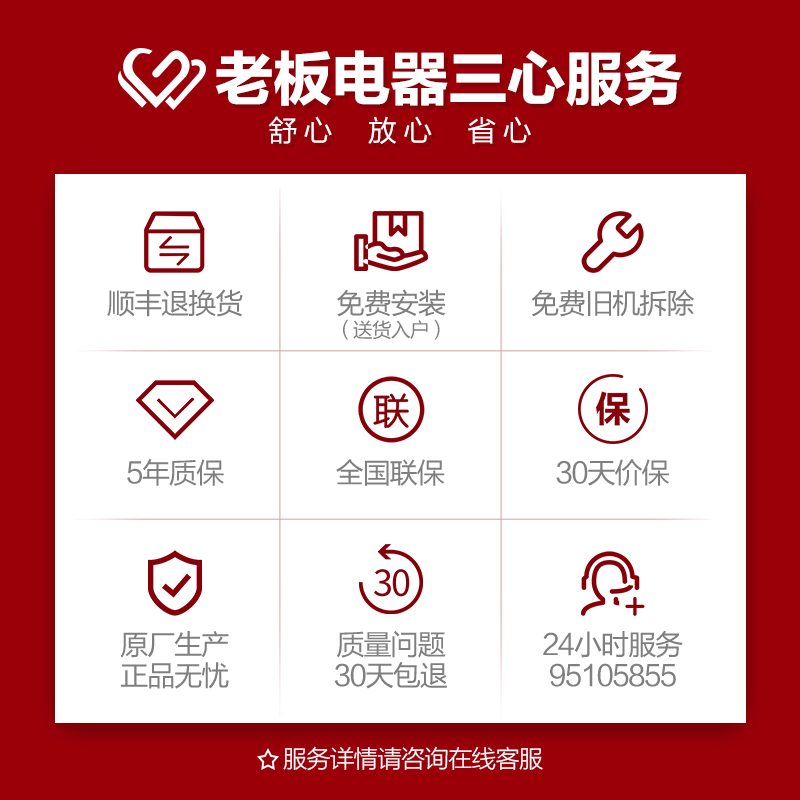 老板电器三心服务
舒心 放心 省心
顺丰退换货
免费安装
（送货入户）
免费旧机拆除
5年质保
联
全国联保
保
30天价保
原厂生产
正品无忧
30
质量问题
30天包退
24小时服务
95105855
☆服务详情请咨询在线客服